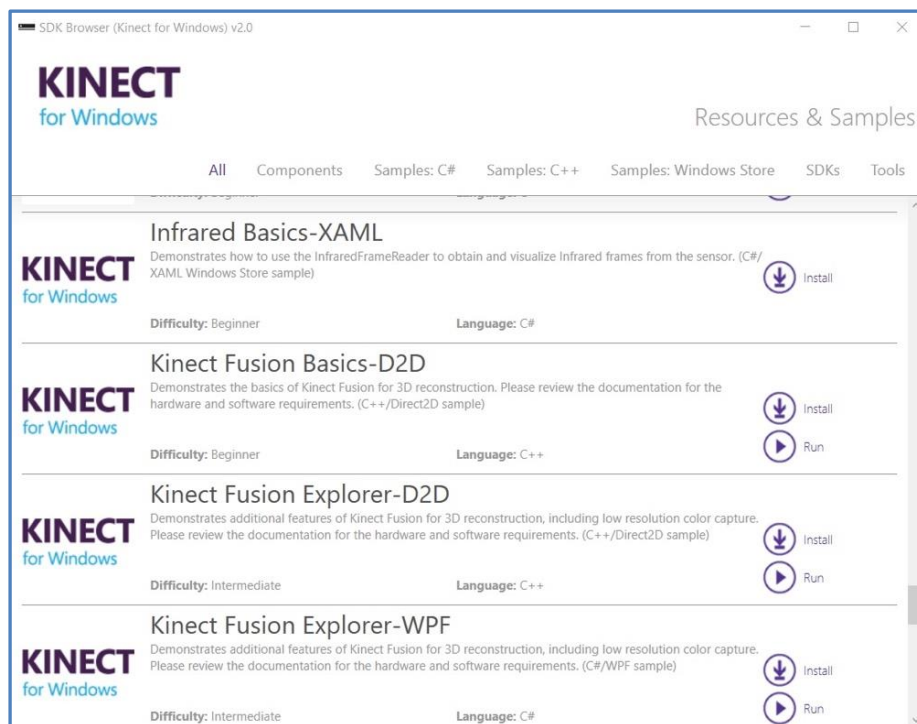 SDK Browser (Kinect for Windows) v2.0
KINECT
for Windows
Resources & Samples
All Components Samples: C# Samples: C++ Samples: Windows Store SDKs Tools
Infrared Basics-XAML
Demonstrates how to use the InfraredFrameReader to obtain and visualize Infrared frames from the sensor. (C#/
XAML Windows Store sample)
KINECT
for Windows
Install
Difficulty: Beginner Language: C#
Kinect Fusion Basics-D2D
Demonstrates the basics of Kinect Fusion for 3D reconstruction. Please review the documentation for the
hardware and software requirements. (C++/Direct2D sample)
KINECT
for Windows
Install
Run
Difficulty: Beginner Language: C++
Kinect Fusion Explorer-D2D
Demonstrates additional features of Kinect Fusion for 3D reconstruction, including low resolution color capture.
Please review the documentation for the hardware and software requirements. (C++/Direct2D sample)
KINECT
for Windows
Install
Run
Difficulty: Intermediate Language: C++
Kinect Fusion Explorer-WPF
Demonstrates additional features of Kinect Fusion for 3D reconstruction, including low resolution color capture.
Please review the documentation for the hardware and software requirements. (C#/WPF sample)
KINECT
for Windows
Install
Run
Difficulty: Intermediate Language: C#